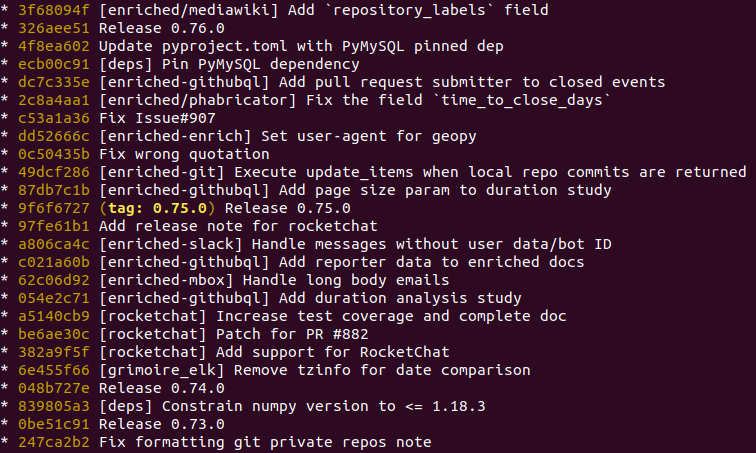 * 3f68094f [enriched/mediawiki] Add `repository_labels` field
* 326aee51 Release 0.76.0
* 4f8ea602 Update pyproject.toml with PyMySQL pinned dep
* ecb00c91 [deps] Pin PyMySQL dependency
* dc7c335e [enriched-githubql] Add pull request submitter to closed events
* 2c8a4aa1 [enriched/phabricator] Fix the field `time_to_close_days`
* c53a1a36 Fix Issue#907
* dd52666c [enriched-enrich] Set user-agent for geopy
* 0c50435b Fix wrong quotation
* 49dcf286 [enriched-git] Execute update_items when local repo commits are returned
* 87db7c1b [enriched-githubql] Add page size param to duration study
* 9f6f6727 (tag: 0.75.0) Release 0.75.0
* 97fe61b1 Add release note for rocketchat
* a806ca4c [enriched-slack] Handle messages without user data/bot ID
* c021a60b [enriched-githubql] Add reporter data to enriched docs
* 62c06d92 [enriched-mbox] Handle long body emails
* 054e2c71 [enriched-githubql] Add duration analysis study
* a5140cb9 [rocketchat] Increase test coverage and complete doc
* be6ae30c [rocketchat] Patch for PR #882
* 382a9f5f [rocketchat] Add support for RocketChat
* 6e455f66 [grimoire_elk] Remove tzinfo for date comparison
* 048b727e Release 0.74.0
* 839805a3 [deps] Constrain numpy version to <= 1.18.3
* 0be51c91 Release 0.73.0
* 247ca2b2 Fix formatting git private repos note